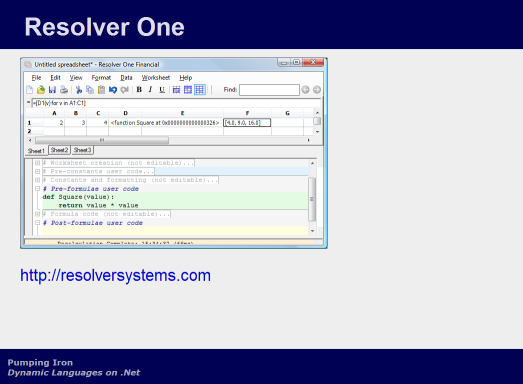 Resolver One
Untitled spreadsheet* - Resolver One Financial
File Edit View Format Data Worksheet Help
B I U Find:
=[D1(v) for v in A1:C1]
A B C D E F G
1 2 3 4 <function Square at 0x0000000000000326> [4.0, 9.0, 16.0]
2
Sheet1 Sheet2 Sheet3
# Worksheet creation (not editable)...
# Pre-constants user code...
# Constants and formatting (not editable)...
# Pre-formulae user code
def Square(value):
return value * value
# Formula code (not editable)...
# Post-formulae user code
http://resolversystems.com
Pumping Iron
Dynamic Languages on .Net